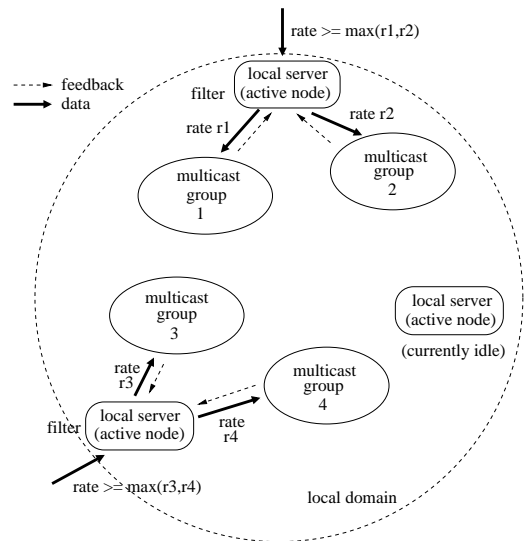 rate >= max(r1,r2)
feedback
data
filter
local server
(active node)
rate r1
rate r2
multicast
group
1
multicast
group
2
multicast
group
3
local server
(active node)
(currently idle)
rate
r3
multicast
group
4
filter
local server
(active node)
rate
r4
rate >= max(r3,r4)
local domain